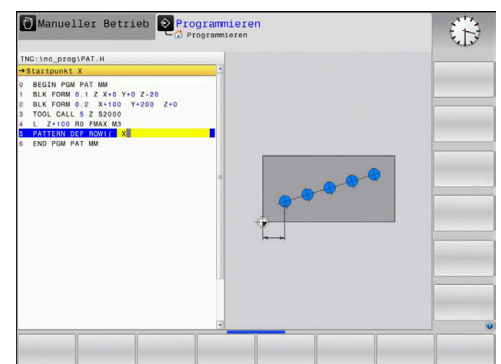 Manueller Betrieb
Programmieren
Programmieren
TNC:\nc_prog\PAT.H
→Startpunkt X
0 BEGIN PGM PAT MM
1 BLK FORM 0.1 Z X+0 Y+0 Z-20
2 BLK FORM 0.2 X+100 Y+200 Z+0
3 TOOL CALL 5 Z S2000
4 L Z+100 R0 FMAX M3
5 PATTERN DEF ROW1( X
6 END PGM PAT MM